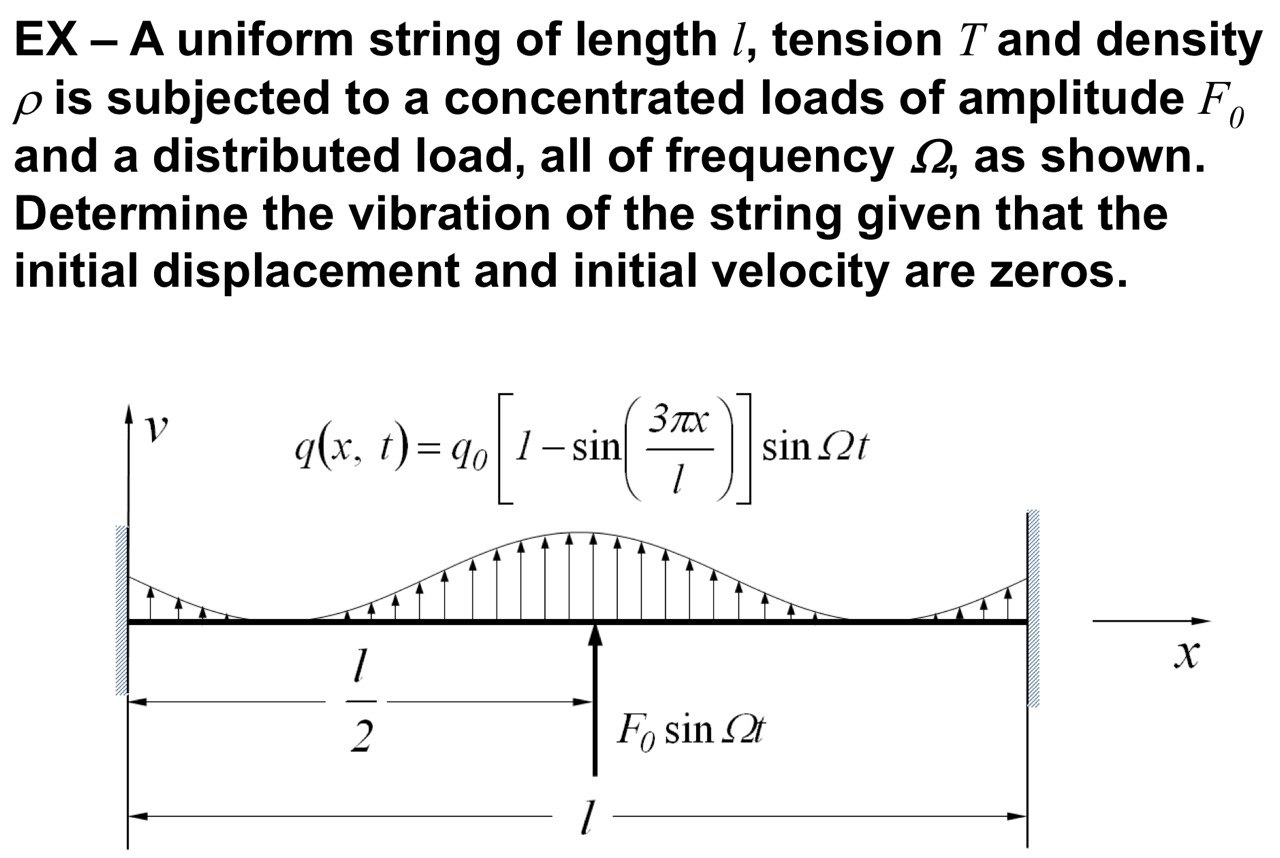 EX – A uniform string of length l, tension T and density
ρ is subjected to a concentrated loads of amplitude F₀
and a distributed load, all of frequency Ω, as shown.
Determine the vibration of the string given that the
initial displacement and initial velocity are zeros.
v
q(x, t) = q₀ [1 – sin(3πx/l)] sin Ωt
x
l/2
F₀ sin Ωt
l